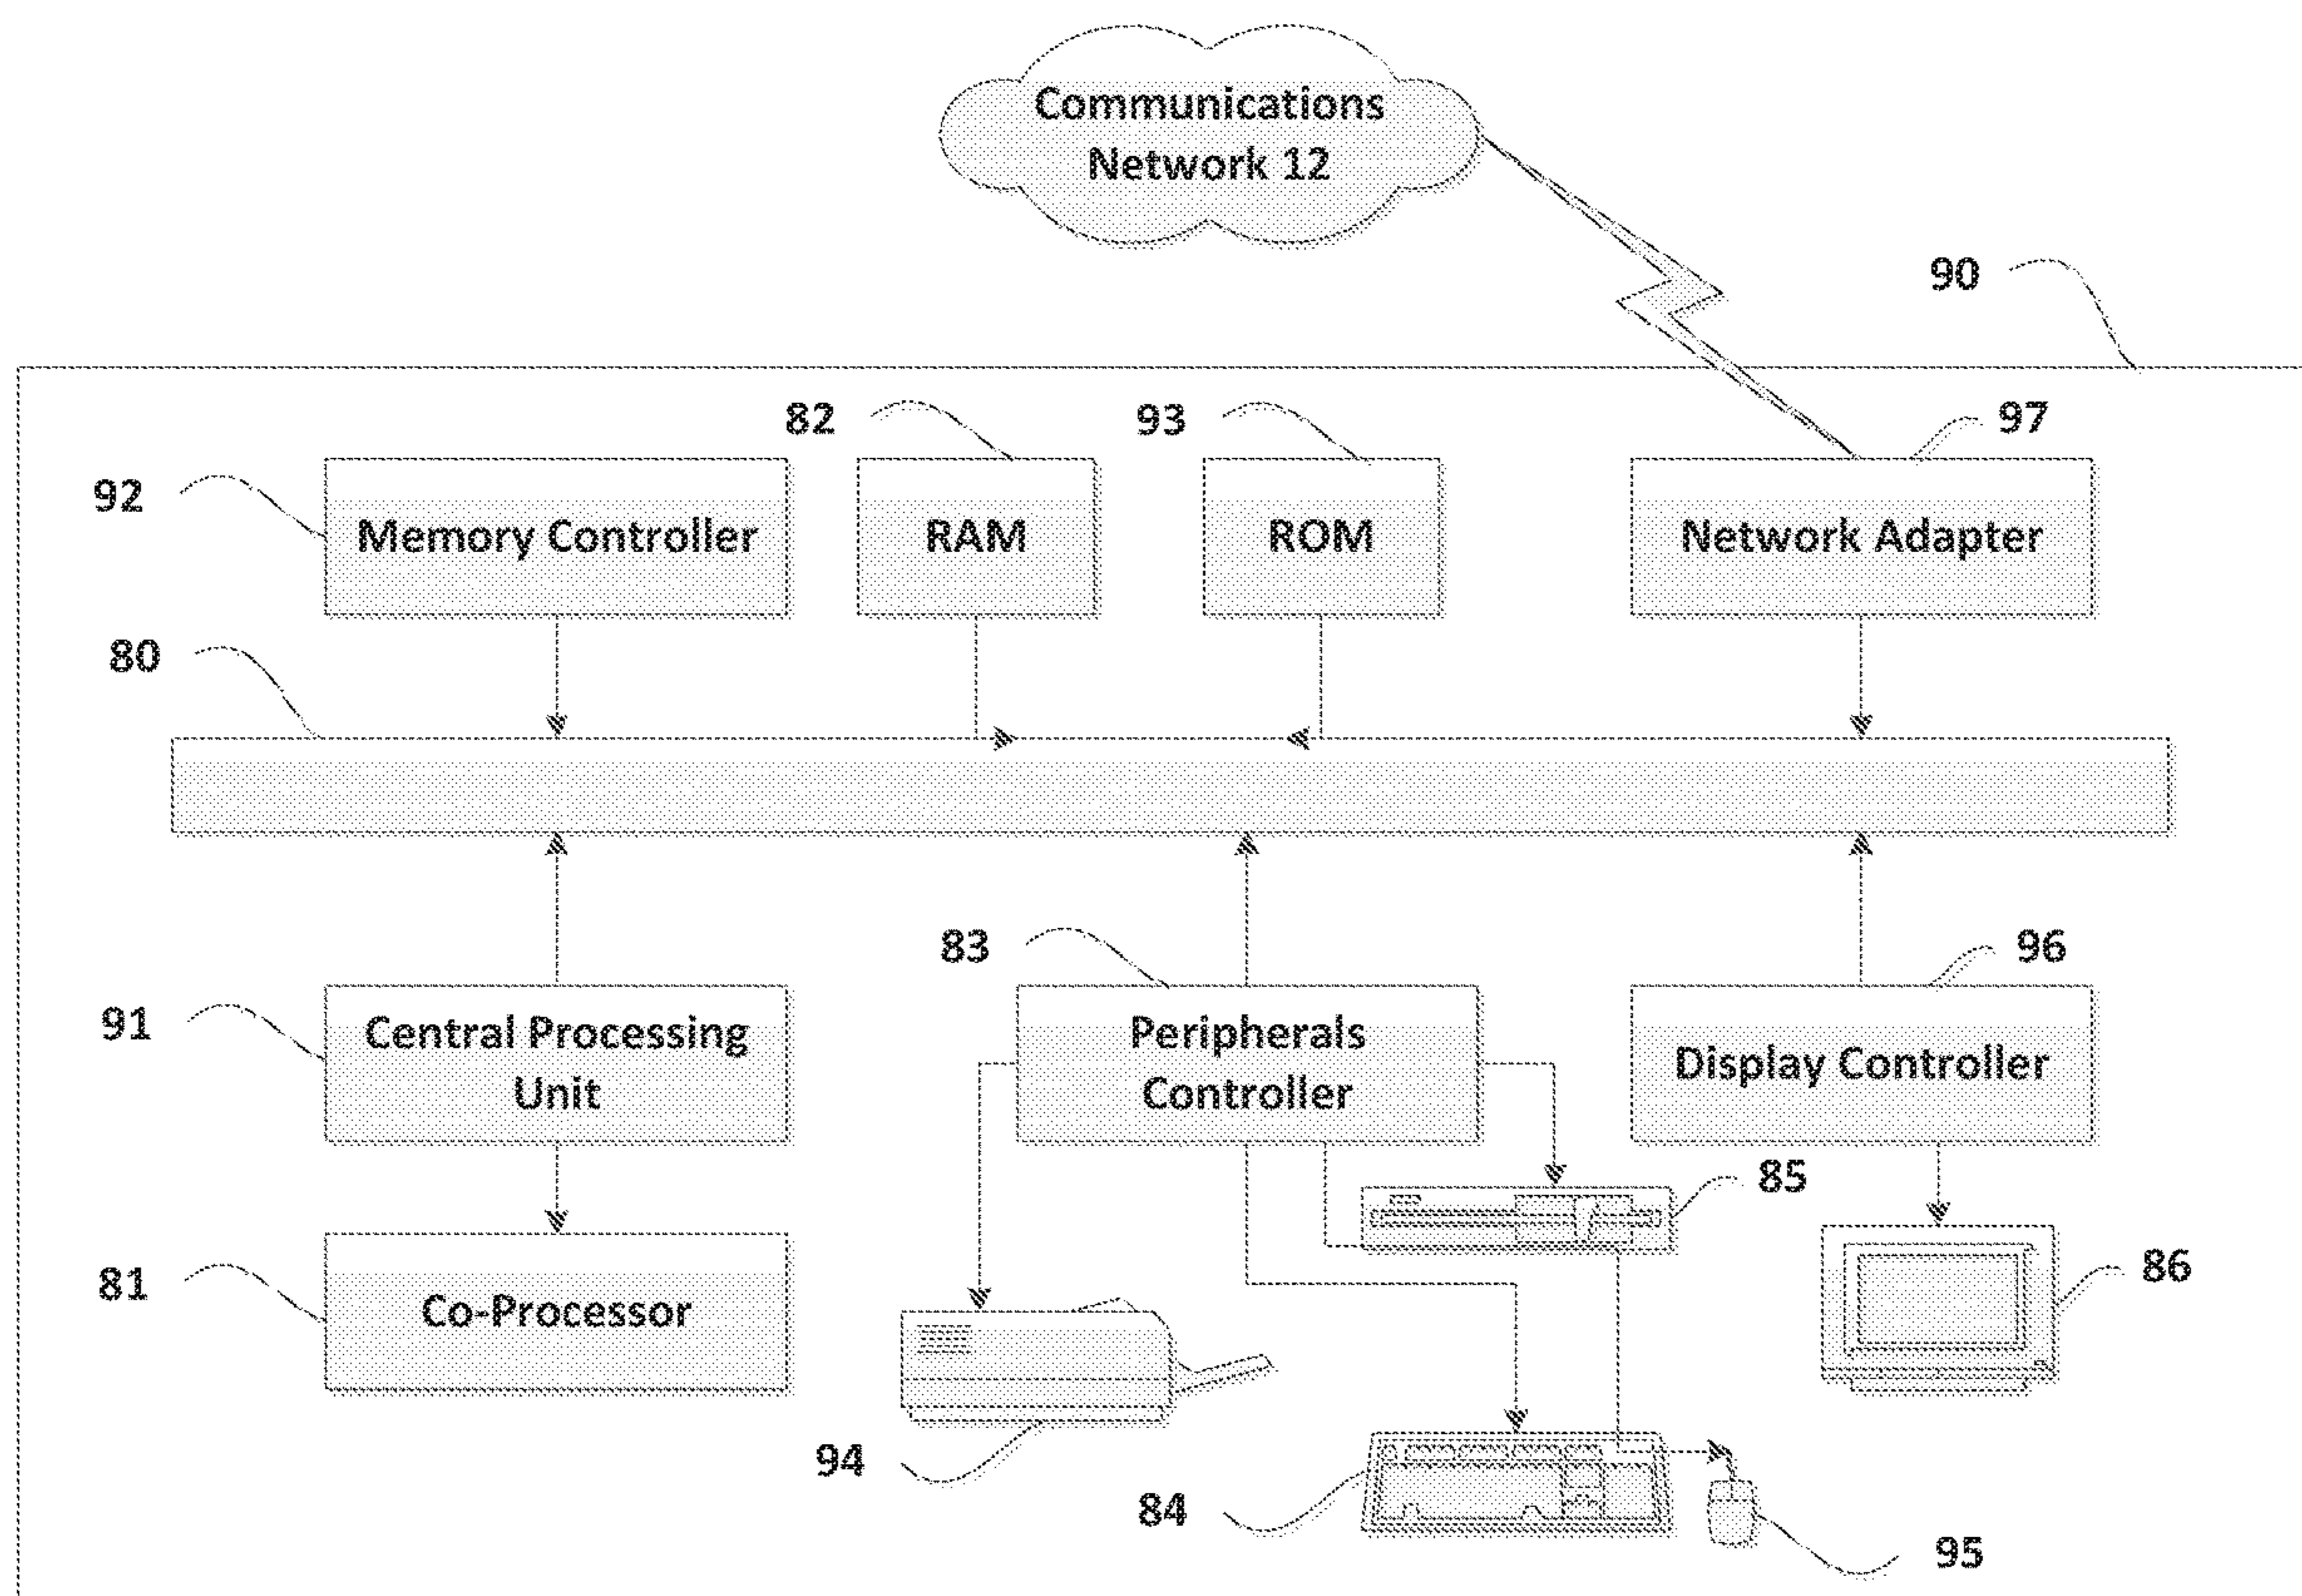 Communications
Network 12
90
82
93
97
92
Memory Controller
RAM
ROM
Network Adapter
80
83
96
91
Central Processing
Unit
Peripherals
Controller
Display Controller
85
81
Co-Processor
86
94
84
95